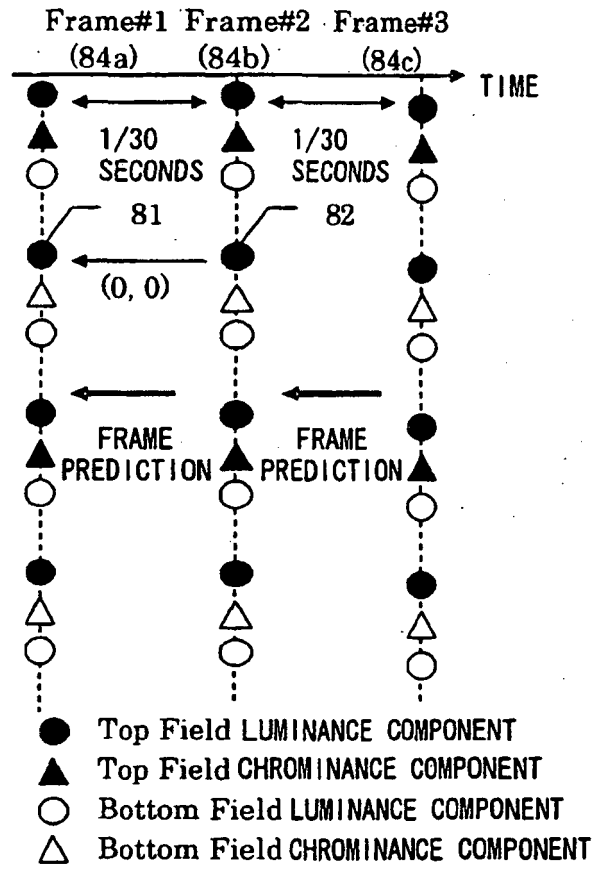 Frame#1 Frame#2 Frame#3
(84a) (84b) (84c)
TIME
1/30 SECONDS
1/30 SECONDS
81 82
(0, 0)
FRAME PREDICTION
FRAME PREDICTION
Top Field LUMINANCE COMPONENT
Top Field CHROMINANCE COMPONENT
Bottom Field LUMINANCE COMPONENT
Bottom Field CHROMINANCE COMPONENT